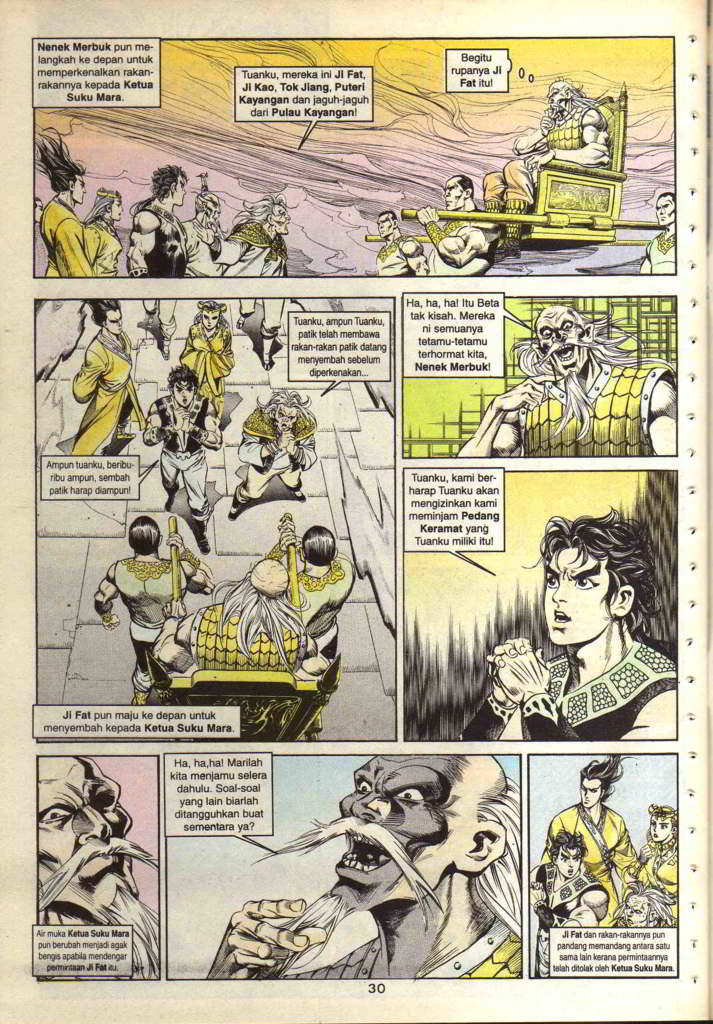 Nenek Merbuk pun me-
langkah ke depan untuk
memperkenalkan rakan-
rakannya kepada Ketua
Suku Mara.
Tuanku, mereka ini Ji Fat,
Ji Kao, Tok Jiang, Puteri
Kayangan dan jaguh-jaguh
dari Pulau Kayangan!
Begitu
rupanya Ji
Fat itu!
Tuanku, ampun Tuanku,
patik telah membawa
rakan-rakan patik datang
menyembah sebelum
diperkenakan...
Ampun tuanku, beribu-
ribu ampun, sembah
patik harap diampun!
Ji Fat pun maju ke depan untuk
menyembah kepada Ketua Suku Mara.
Ha, ha, ha! Itu Beta
tak kisah. Mereka
ni semuanya
tetamu-tetamu
terhormat kita,
Nenek Merbuk!
Tuanku, kami ber-
harap Tuanku akan
mengizinkan kami
meminjam Pedang
Keramat yang
Tuanku miliki itu!
Air muka Ketua Suku Mara
pun berubah menjadi agak
bengis apabila mendengar
permintaan Ji Fat itu.
Ha, ha,ha! Marilah
kita menjamu selera
dahulu. Soal-soal
yang lain biarlah
ditangguhkan buat
sementara ya?
Ji Fat dan rakan-rakannya pun
pandang memandang antara satu
sama lain kerana permintaannya
telah ditolak oleh Ketua Suku Mara.
30